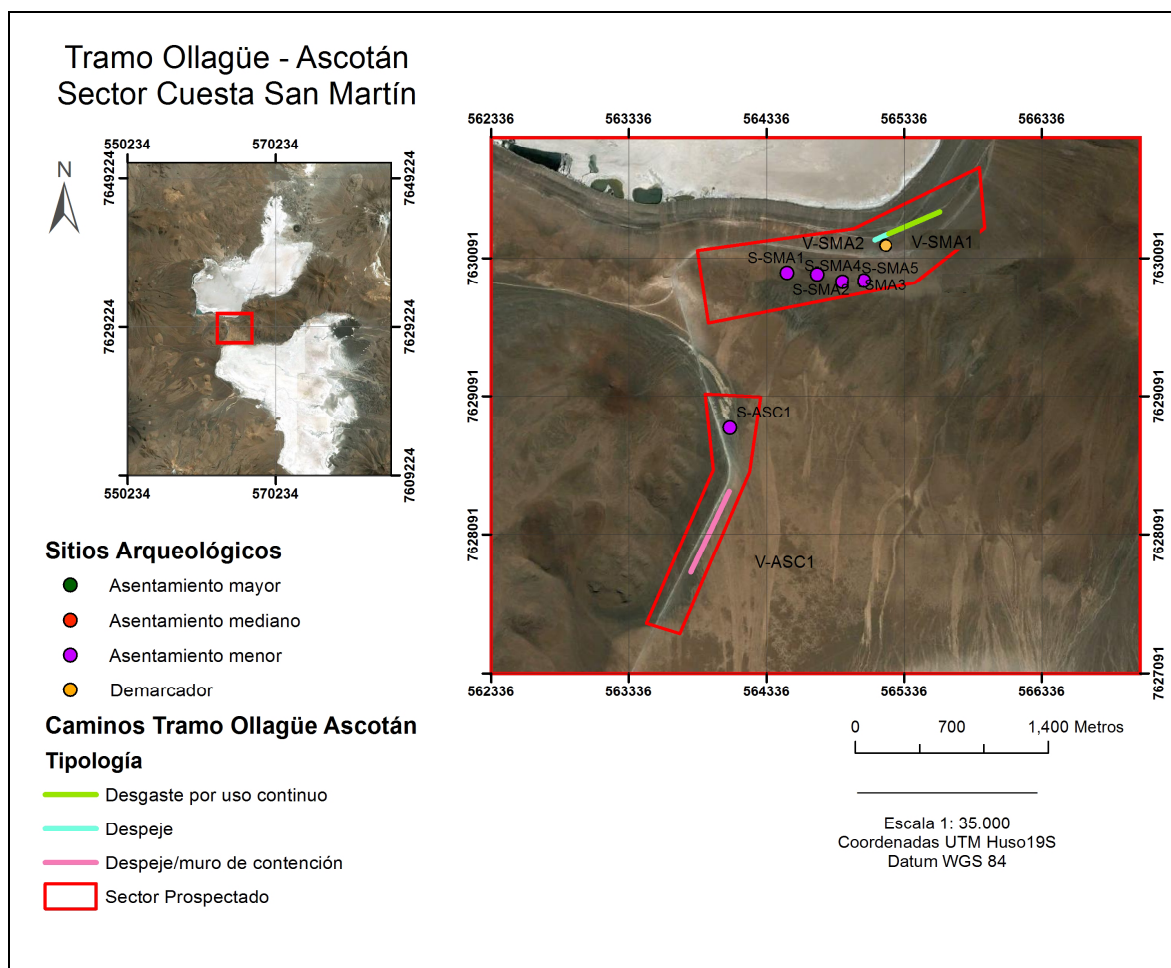 Tramo Ollagüe - Ascotán
Sector Cuesta San Martín
N
550234
570234
7649224
7649224
7629224
7629224
7609224
550234
570234
Sitios Arqueológicos
Asentamiento mayor
Asentamiento mediano
Asentamiento menor
Demarcador
Caminos Tramo Ollagüe Ascotán
Tipología
Desgaste por uso continuo
Despeje
Despeje/muro de contención
Sector Prospectado
562336
563336
564336
565336
566336
7630091
7630091
7629091
7629091
7628091
7628091
7627091
V-SMA2
V-SMA1
S-SMA1
S-SMA4
S-SMA5
S-SMA2
SMA3
S-ASC1
V-ASC1
562336
563336
564336
565336
566336
0 700 1,400 Metros
Escala 1: 35.000
Coordenadas UTM Huso19S
Datum WGS 84